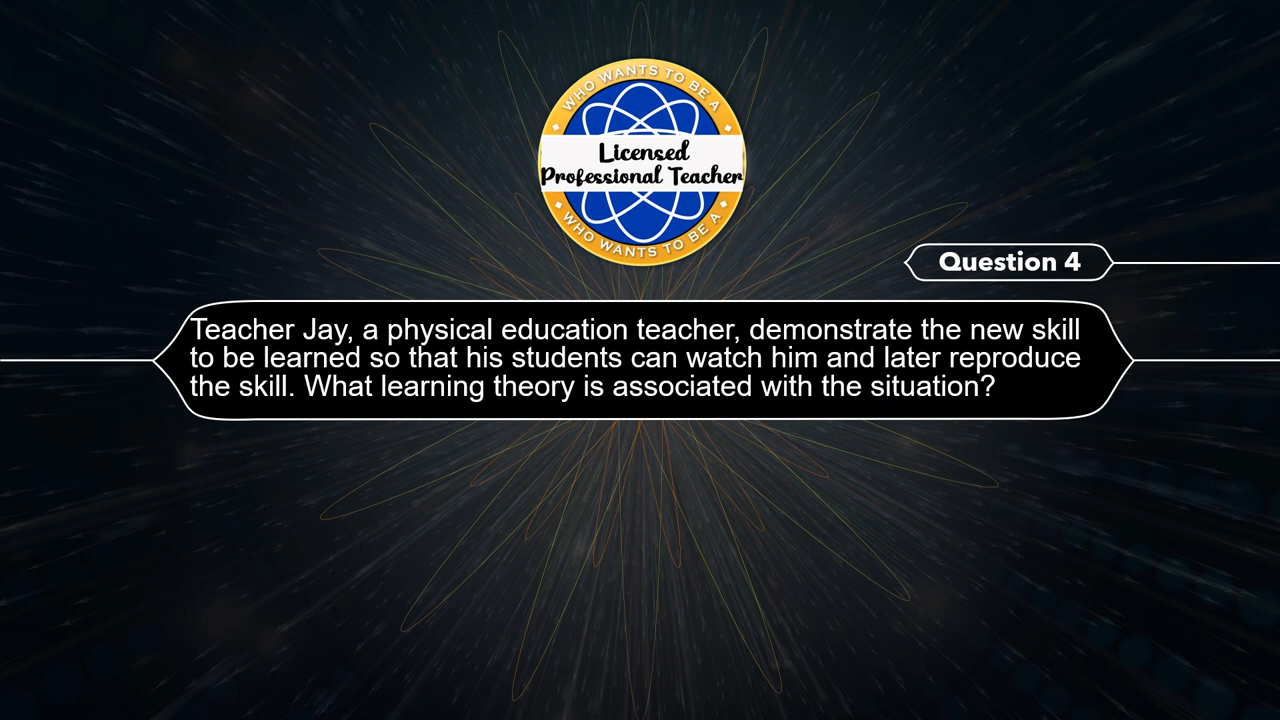 WHO WANTS TO BE A
Licensed
Professional Teacher
WHO WANTS TO BE A
Question 4
Teacher Jay, a physical education teacher, demonstrate the new skill
to be learned so that his students can watch him and later reproduce
the skill. What learning theory is associated with the situation?